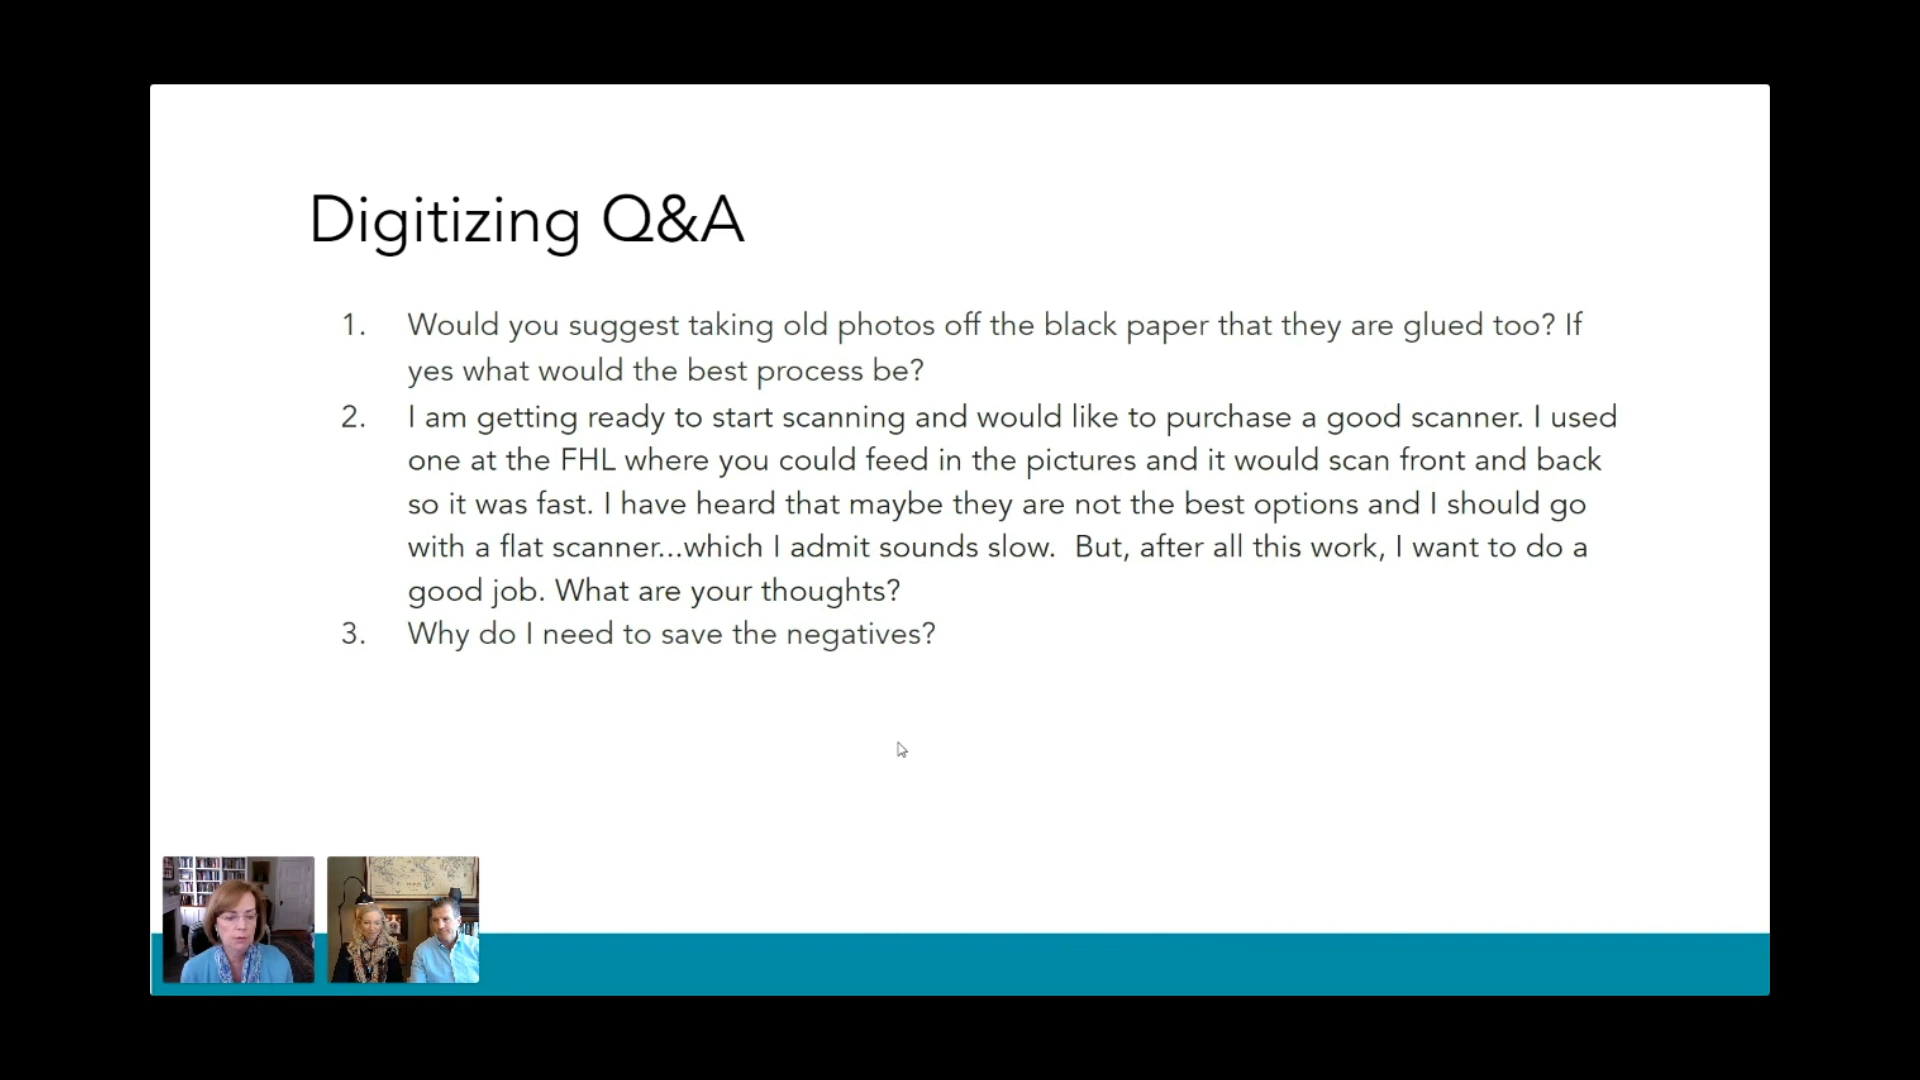 Digitizing Q&A
1. Would you suggest taking old photos off the black paper that they are glued too? If
yes what would the best process be?
2. I am getting ready to start scanning and would like to purchase a good scanner. I used
one at the FHL where you could feed in the pictures and it would scan front and back
so it was fast. I have heard that maybe they are not the best options and I should go
with a flat scanner...which I admit sounds slow.  But, after all this work, I want to do a
good job. What are your thoughts?
3. Why do I need to save the negatives?